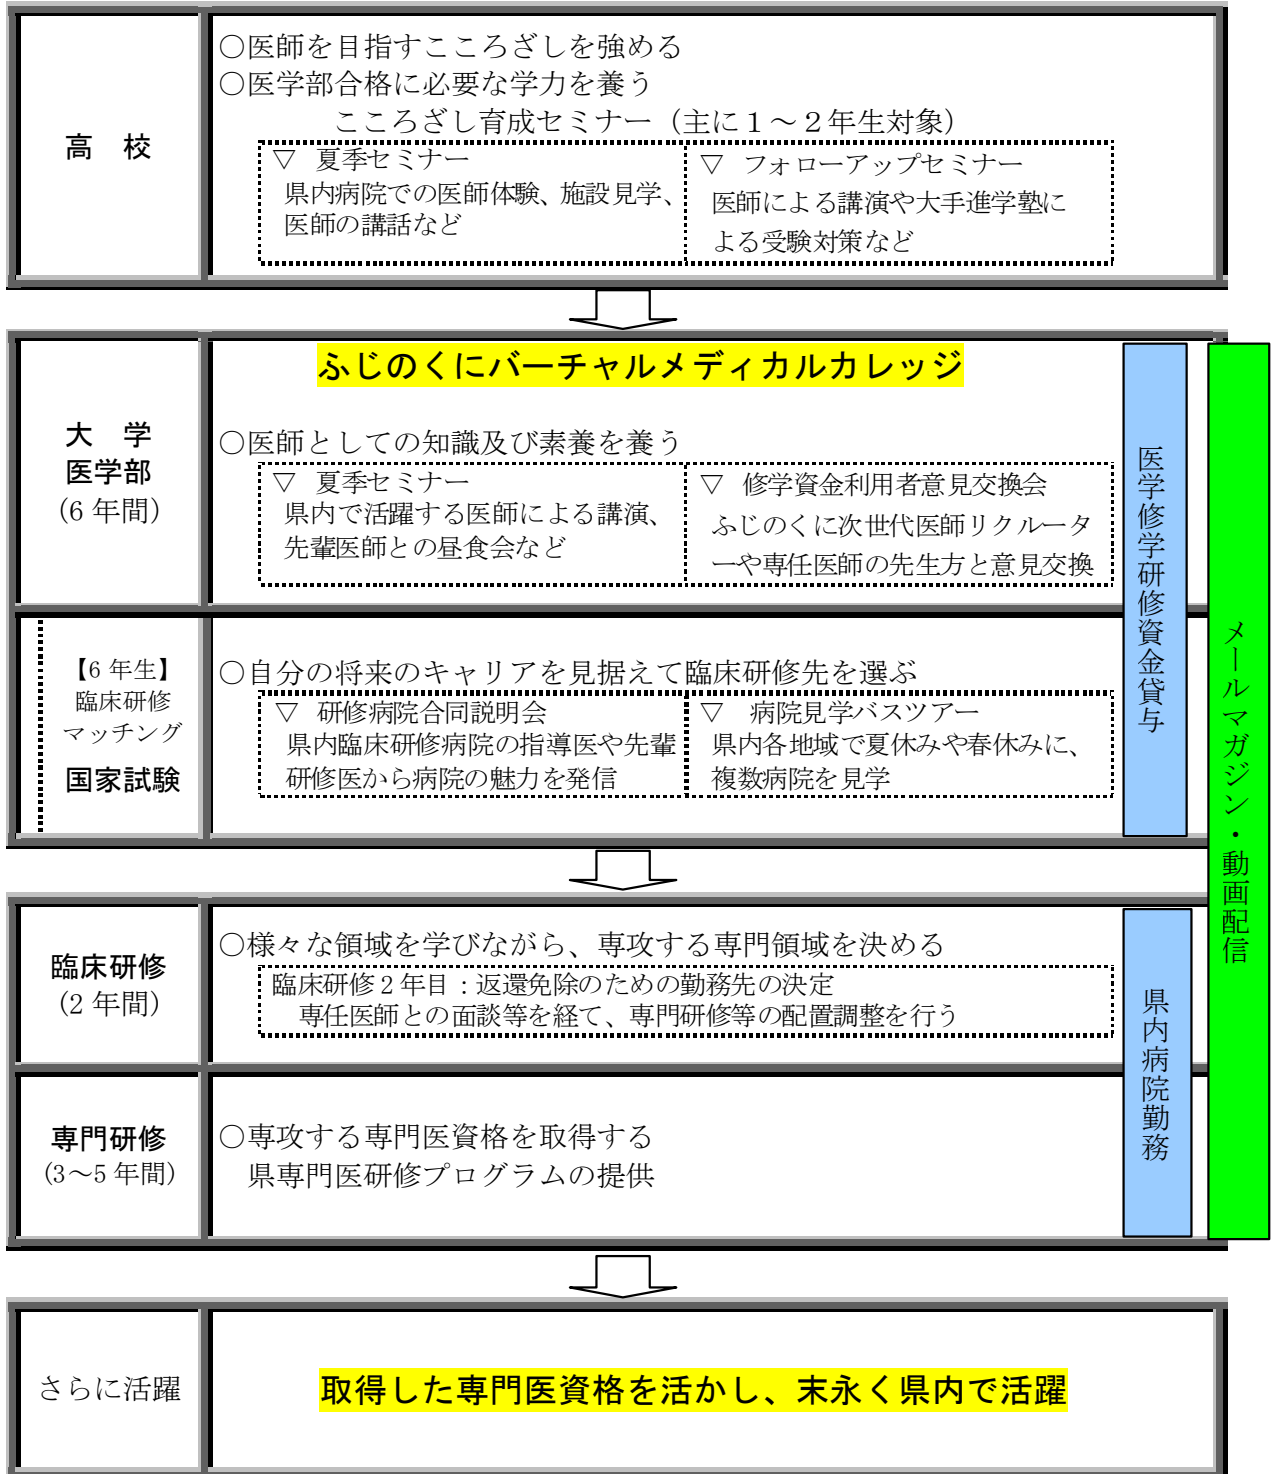 高　校
○医師を目指すこころざしを強める
○医学部合格に必要な学力を養う
こころざし育成セミナー（主に１～２年生対象）
▽　夏季セミナー
県内病院での医師体験、施設見学、
医師の講話など
▽　フォローアップセミナー
医師による講演や大手進学塾に
よる受験対策など
ふじのくにバーチャルメディカルカレッジ
大　学
医学部
(6 年間)
○医師としての知識及び素養を養う
▽　夏季セミナー
県内で活躍する医師による講演、
先輩医師との昼食会など
▽　修学資金利用者意見交換会
ふじのくに次世代医師リクルータ
ーや専任医師の先生方と意見交換
【6 年生】
臨床研修
マッチング
国家試験
○自分の将来のキャリアを見据えて臨床研修先を選ぶ
▽　研修病院合同説明会
県内臨床研修病院の指導医や先輩
研修医から病院の魅力を発信
▽　病院見学バスツアー
県内各地域で夏休みや春休みに、
複数病院を見学
医学修学研修資金貸与
メールマガジン・動画配信
臨床研修
(2 年間)
○様々な領域を学びながら、専攻する専門領域を決める
臨床研修２年目：返還免除のための勤務先の決定
専任医師との面談等を経て、専門研修等の配置調整を行う
専門研修
(3～5 年間)
○専攻する専門医資格を取得する
県専門医研修プログラムの提供
県内病院勤務
さらに活躍
取得した専門医資格を活かし、末永く県内で活躍